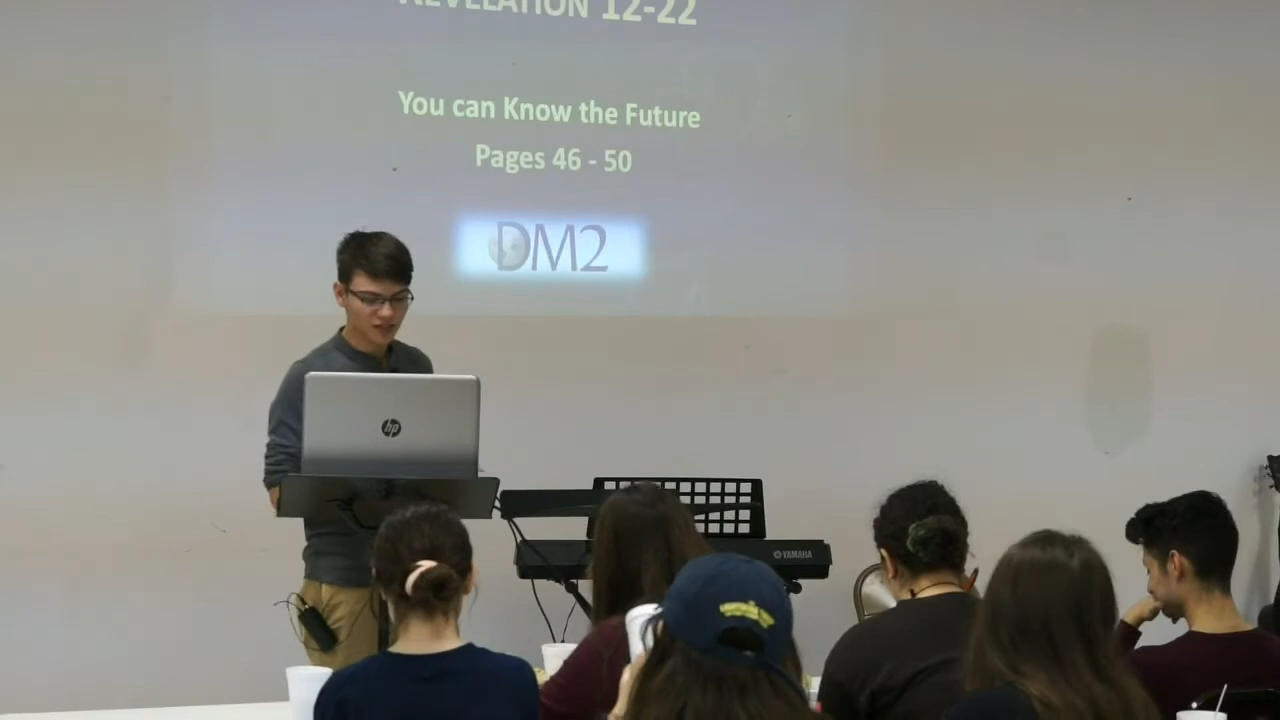 REVELATION 12-22
You can Know the Future
Pages 46 - 50
DM2
hp
YAMAHA